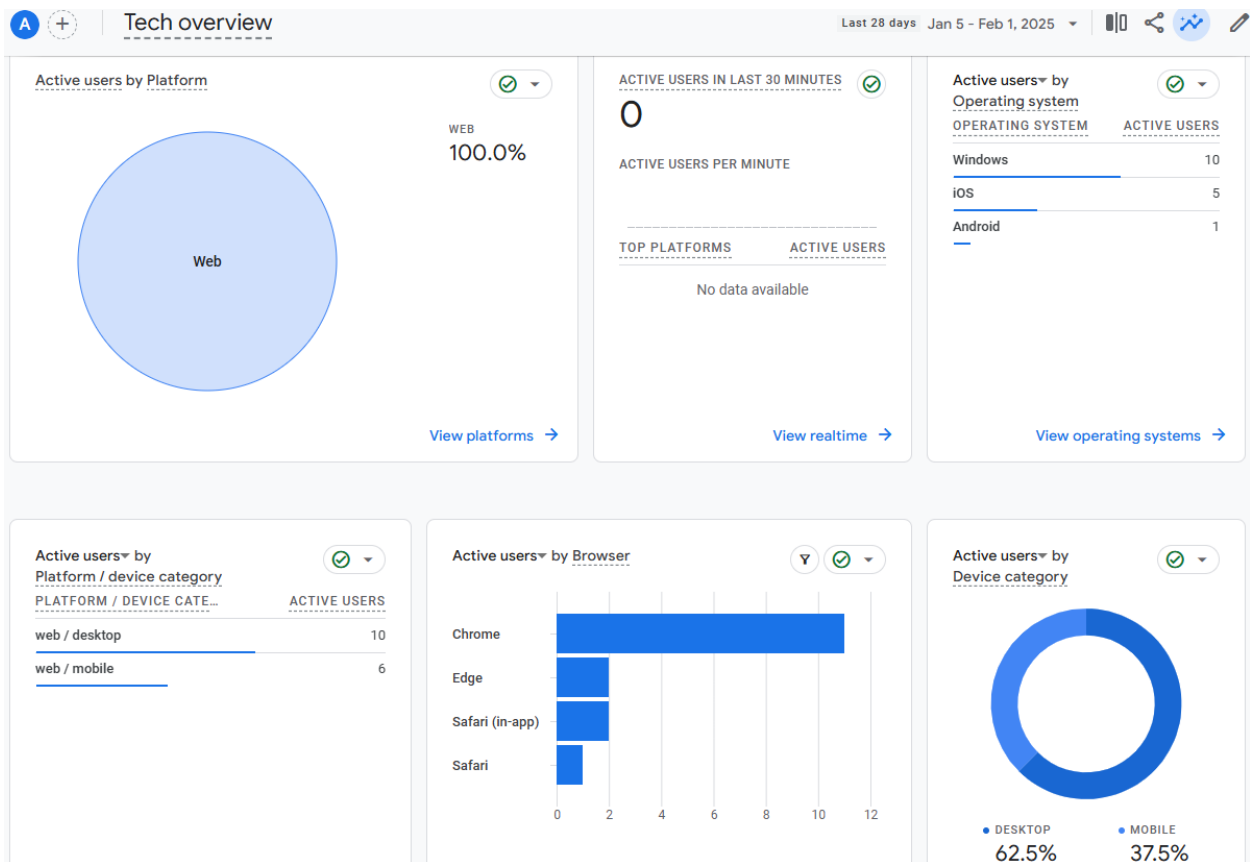 A
+
Tech overview
Last 28 days Jan 5 - Feb 1, 2025
Active users by Platform
WEB
100.0%
Web
View platforms
ACTIVE USERS IN LAST 30 MINUTES
0
ACTIVE USERS PER MINUTE
TOP PLATFORMS ACTIVE USERS
No data available
View realtime
Active users by
Operating system
OPERATING SYSTEM ACTIVE USERS
Windows 10
iOS 5
Android 1
View operating systems
Active users by
Platform / device category
PLATFORM / DEVICE CATE... ACTIVE USERS
web / desktop 10
web / mobile 6
Active users by Browser
Chrome
Edge
Safari (in-app)
Safari
0 2 4 6 8 10 12
Active users by
Device category
DESKTOP MOBILE
62.5% 37.5%